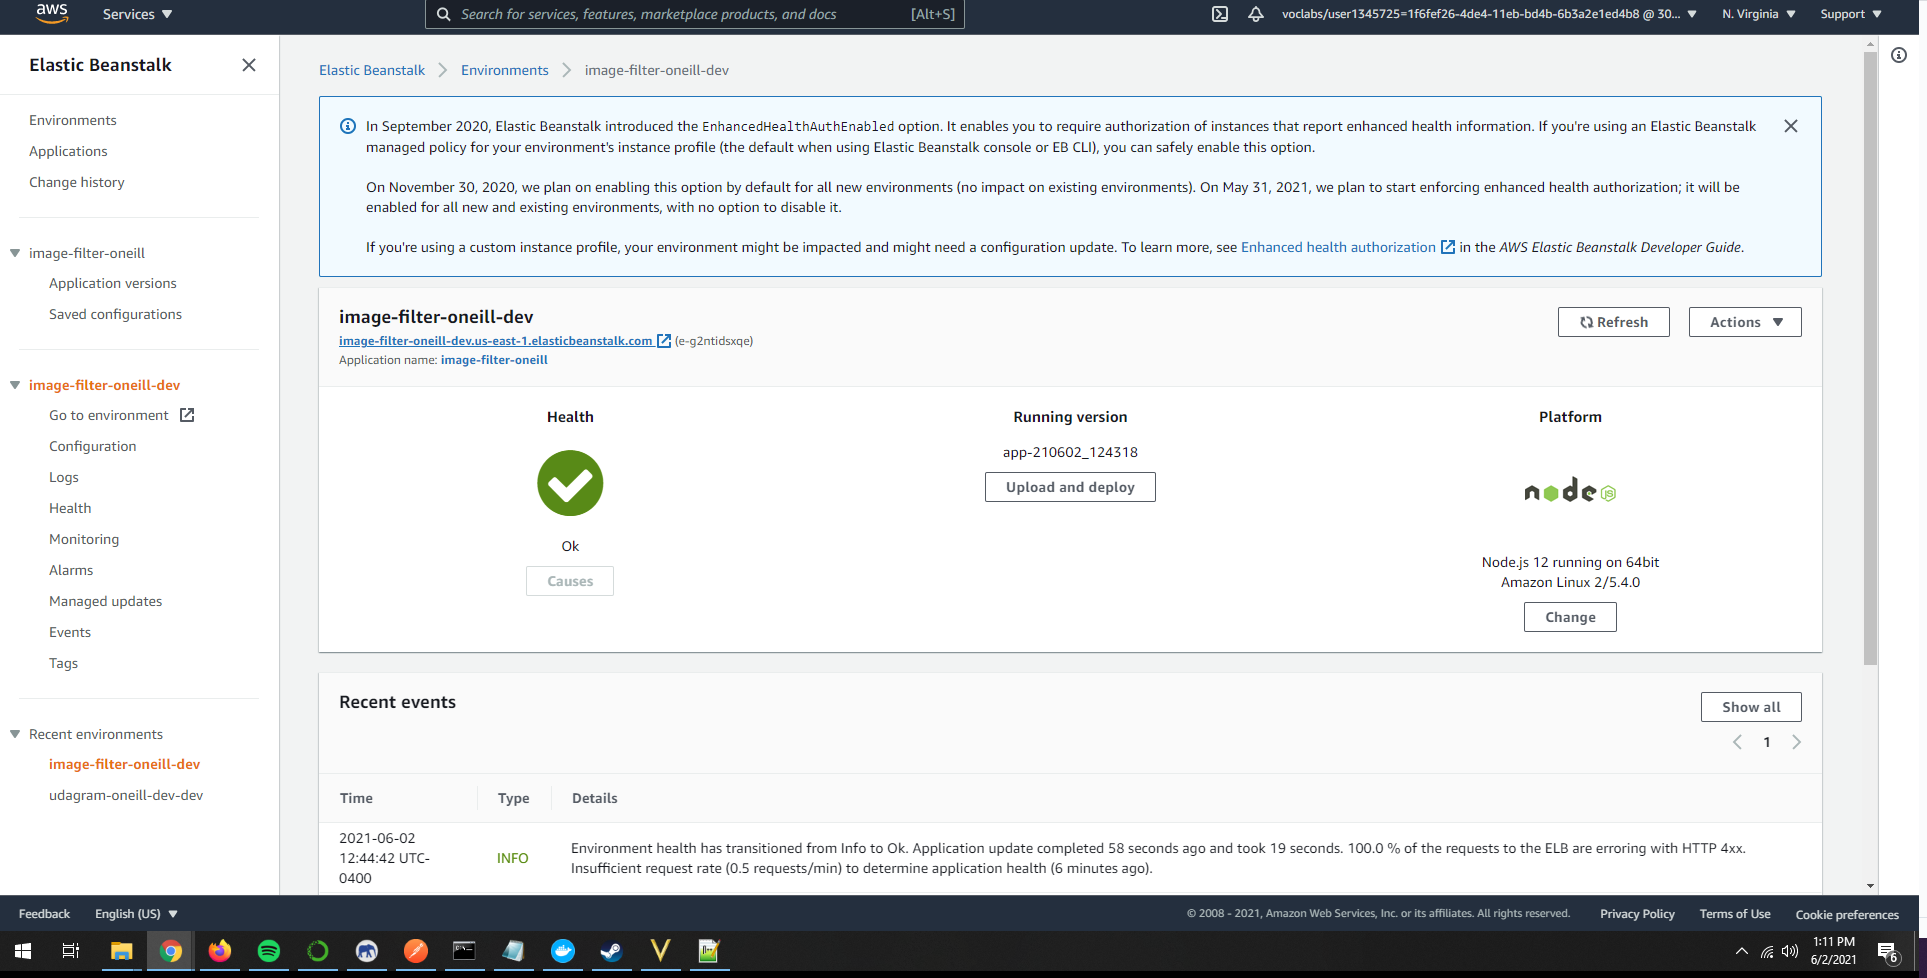 aws
Services
Search for services, features, marketplace products, and docs
[Alt+S]
voclabs/user1345725=1f6fef26-4de4-11eb-bd4b-6b3a2e1ed4b8 @ 30...
N. Virginia
Support
Elastic Beanstalk
Environments
Applications
Change history
image-filter-oneill
Application versions
Saved configurations
image-filter-oneill-dev
Go to environment
Configuration
Logs
Health
Monitoring
Alarms
Managed updates
Events
Tags
Recent environments
image-filter-oneill-dev
udagram-oneill-dev-dev
Elastic Beanstalk
Environments
image-filter-oneill-dev
In September 2020, Elastic Beanstalk introduced the EnhancedHealthAuthEnabled option. It enables you to require authorization of instances that report enhanced health information. If you're using an Elastic Beanstalk
managed policy for your environment's instance profile (the default when using Elastic Beanstalk console or EB CLI), you can safely enable this option.
On November 30, 2020, we plan on enabling this option by default for all new environments (no impact on existing environments). On May 31, 2021, we plan to start enforcing enhanced health authorization; it will be
enabled for all new and existing environments, with no option to disable it.
If you're using a custom instance profile, your environment might be impacted and might need a configuration update. To learn more, see Enhanced health authorization in the AWS Elastic Beanstalk Developer Guide.
image-filter-oneill-dev
image-filter-oneill-dev.us-east-1.elasticbeanstalk.com (e-g2ntidsxqe)
Application name: image-filter-oneill
Refresh
Actions
Health
Ok
Causes
Running version
app-210602_124318
Upload and deploy
Platform
node
JS
Node.js 12 running on 64bit
Amazon Linux 2/5.4.0
Change
Recent events
Show all
1
Time
Type
Details
2021-06-02
12:44:42 UTC-
0400
INFO
Environment health has transitioned from Info to Ok. Application update completed 58 seconds ago and took 19 seconds. 100.0 % of the requests to the ELB are erroring with HTTP 4xx.
Insufficient request rate (0.5 requests/min) to determine application health (6 minutes ago).
Feedback
English (US)
© 2008 - 2021, Amazon Web Services, Inc. or its affiliates. All rights reserved.
Privacy Policy
Terms of Use
Cookie preferences
1:11 PM
6/2/2021
6